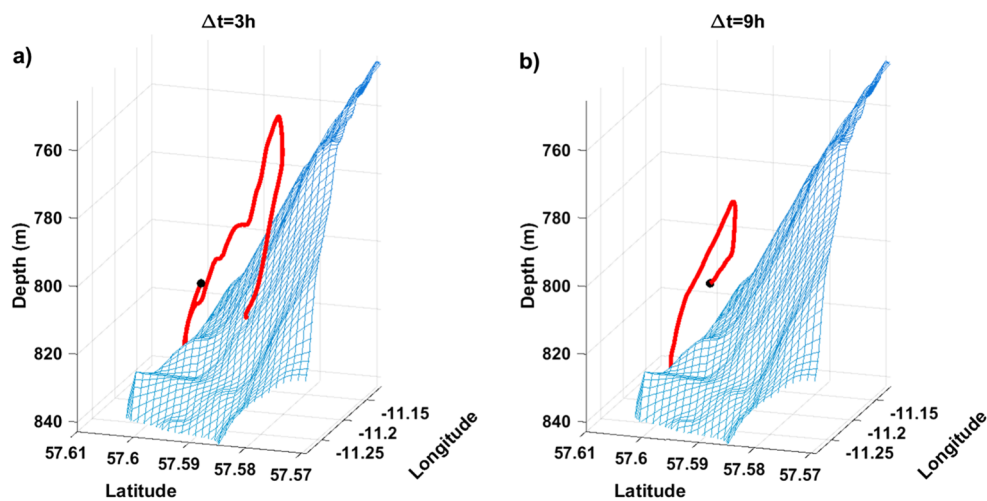 Δt=3h
a)
760
780
800
820
840
Depth (m)
57.61
57.6
57.59
57.58
57.57
Latitude
-11.15
-11.2
-11.25
Longitude
Δt=9h
b)
760
780
800
820
840
Depth (m)
57.61
57.6
57.59
57.58
57.57
Latitude
-11.15
-11.2
-11.25
Longitude